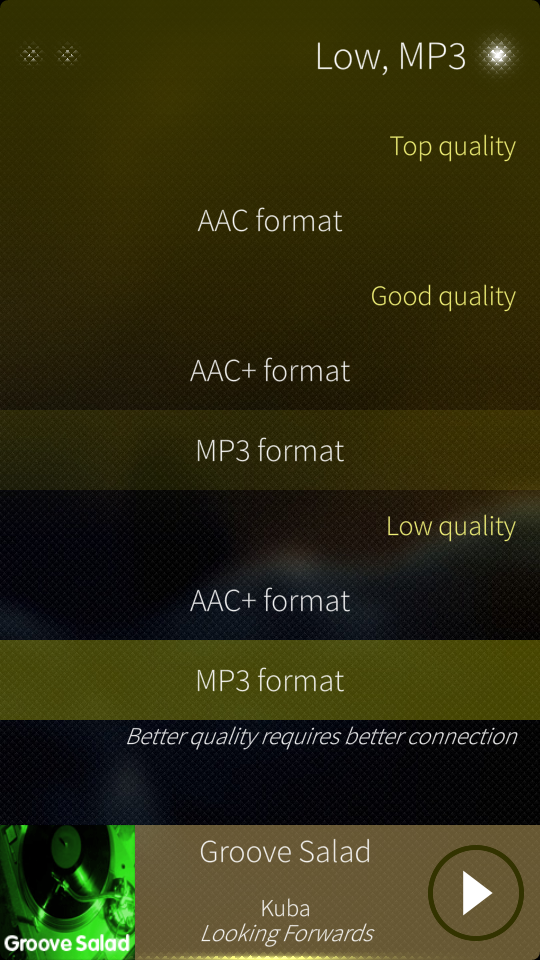 Low, MP3
Top quality
AAC format
Good quality
AAC+ format
MP3 format
Low quality
AAC+ format
MP3 format
Better quality requires better connection
Groove Salad
Kuba
Looking Forwards
Groove Salad